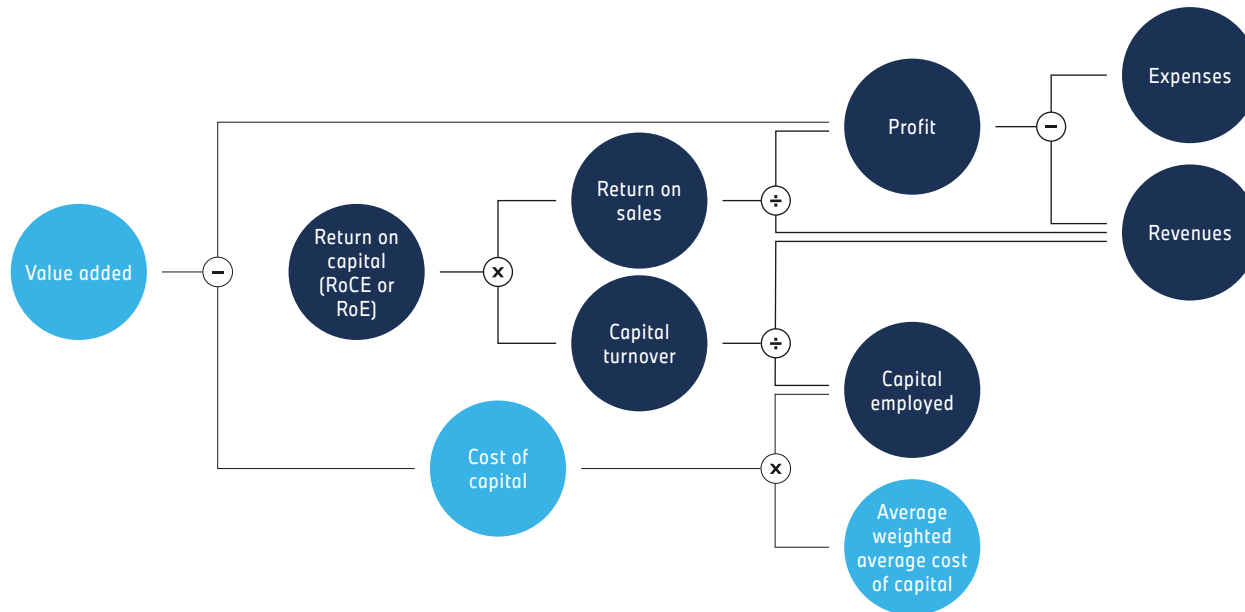 Expenses
Profit
−
Return on
sales
÷
Revenues
Value added
−
Return on
capital
(RoCE or
RoE)
x
Capital
turnover
÷
Capital
employed
Cost of
capital
x
Average
weighted
average cost
of capital